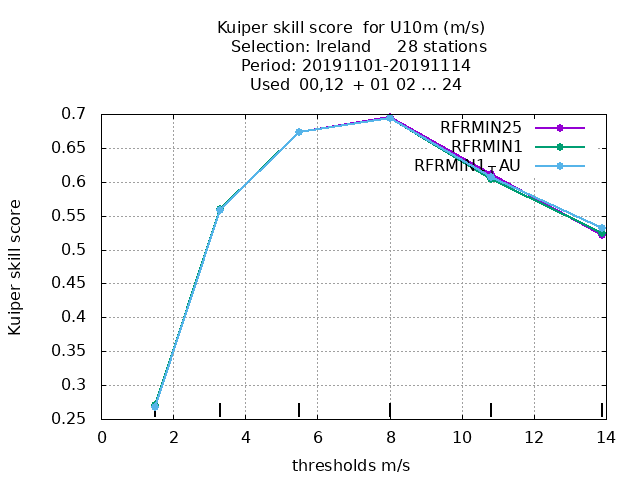 Kuiper skill score  for U10m (m/s)
Selection: Ireland     28 stations
Period: 20191101-20191114
Used  00,12  + 01 02 ... 24
0.7
0.65
0.6
0.55
0.5
0.45
0.4
0.35
0.3
0.25
Kuiper skill score
RFRMIN25
RFRMIN1
RFRMIN1_AU
0 2 4 6 8 10 12 14
thresholds m/s